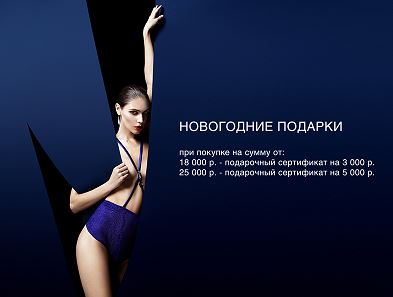 НОВОГОДНИЕ ПОДАРКИ
при покупке на сумму от:
18 000 р. - подарочный сертификат на 3 000 р.
25 000 р. - подарочный сертификат на 5 000 р.